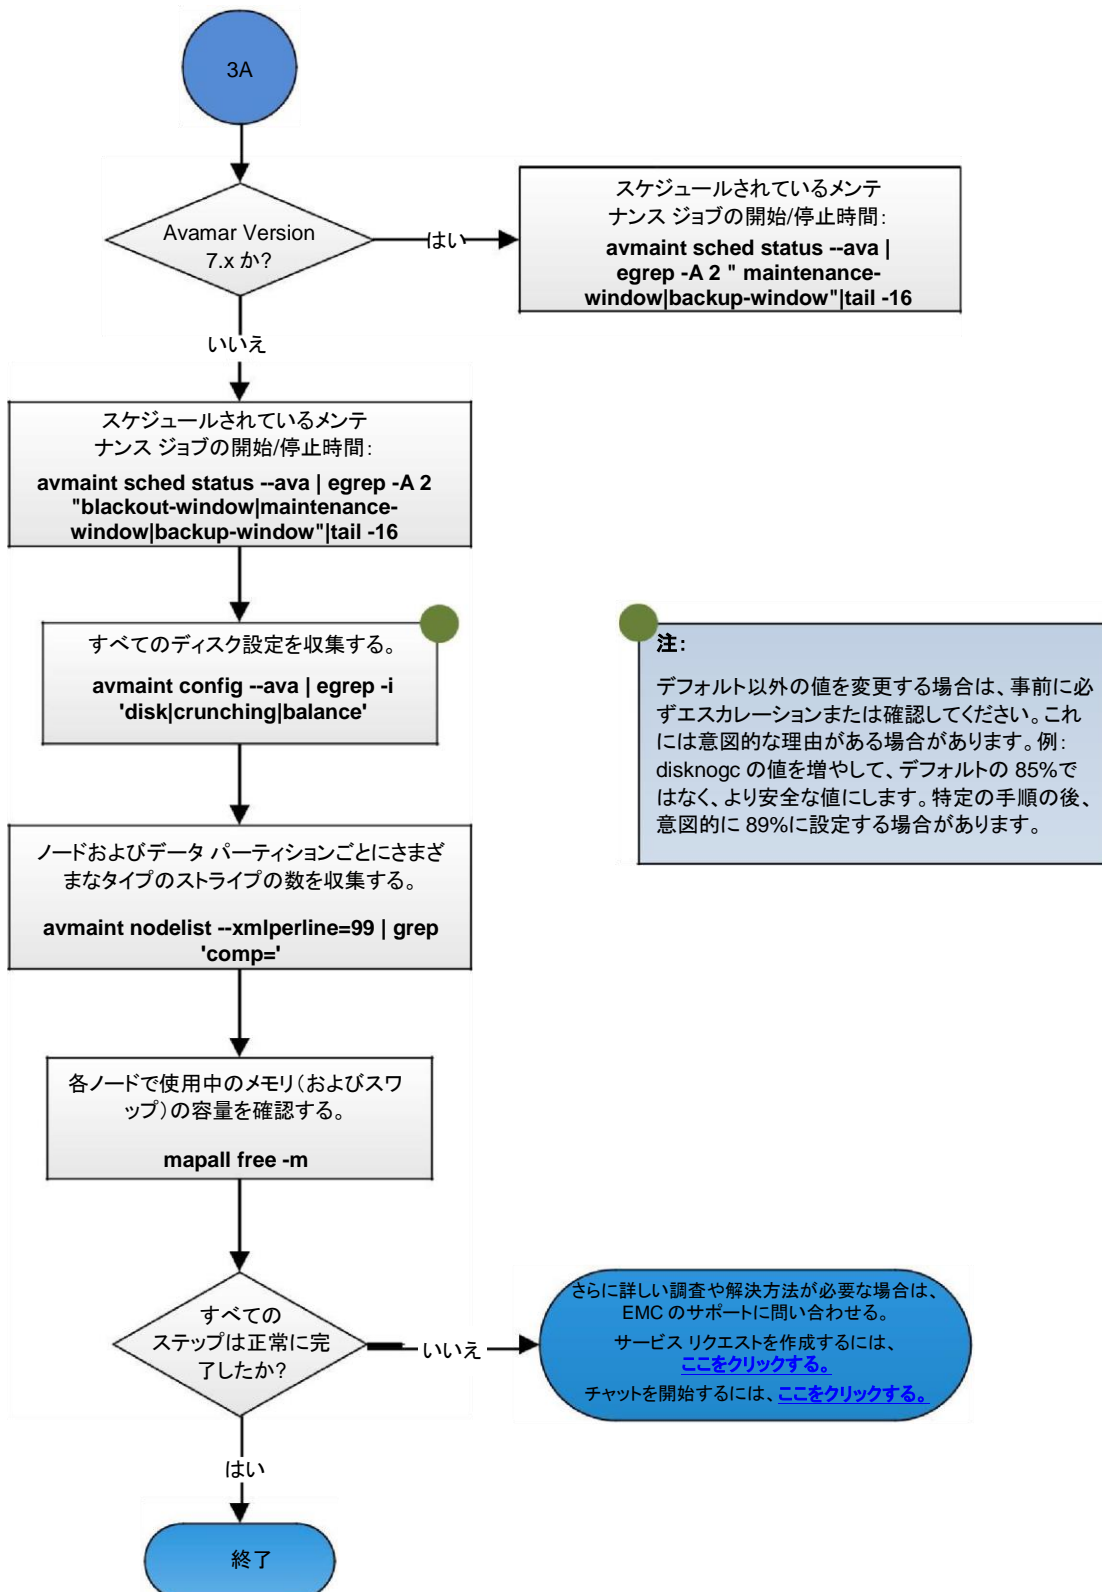 3A
Avamar Version
7.x か?
はい
スケジュールされているメンテ
ナンス ジョブの開始/停止時間:
avmaint sched status --ava |
egrep -A 2 " maintenance-
window|backup-window"|tail -16
いいえ
スケジュールされているメンテ
ナンス ジョブの開始/停止時間:
avmaint sched status --ava | egrep -A 2
"blackout-window|maintenance-
window|backup-window"|tail -16
すべてのディスク設定を収集する。
avmaint config --ava | egrep -i
'disk|crunching|balance'
注:
デフォルト以外の値を変更する場合は、事前に必
ずエスカレーションまたは確認してください。これ
には意図的な理由がある場合があります。例:
disknogc の値を増やして、デフォルトの 85%で
はなく、より安全な値にします。特定の手順の後、
意図的に 89%に設定する場合があります。
ノードおよびデータ パーティションごとにさまざ
まなタイプのストライプの数を収集する。
avmaint nodelist --xmlperline=99 | grep
'comp='
各ノードで使用中のメモリ(およびスワ
ップ)の容量を確認する。
mapall free -m
すべての
ステップは正常に完
了したか?
いいえ
さらに詳しい調査や解決方法が必要な場合は、
EMC のサポートに問い合わせる。
サービス リクエストを作成するには、
ここをクリックする。
チャットを開始するには、ここをクリックする。
はい
終了